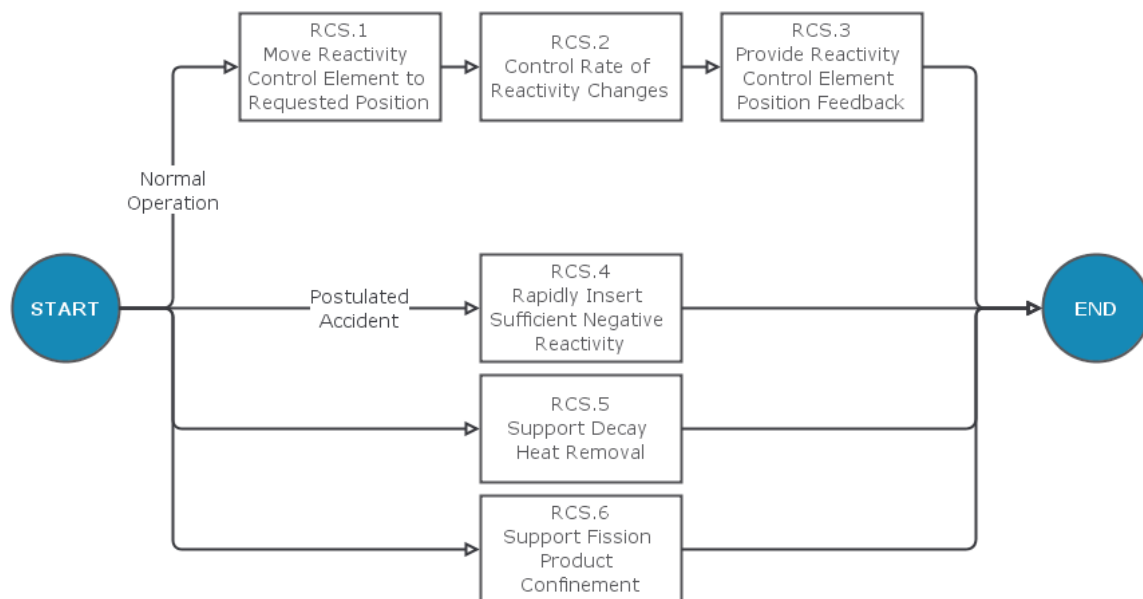 RCS.1
Move Reactivity
Control Element to
Requested Position
RCS.2
Control Rate of
Reactivity Changes
RCS.3
Provide Reactivity
Control Element
Position Feedback
Normal
Operation
START
Postulated
Accident
RCS.4
Rapidly Insert
Sufficient Negative
Reactivity
END
RCS.5
Support Decay
Heat Removal
RCS.6
Support Fission
Product
Confinement